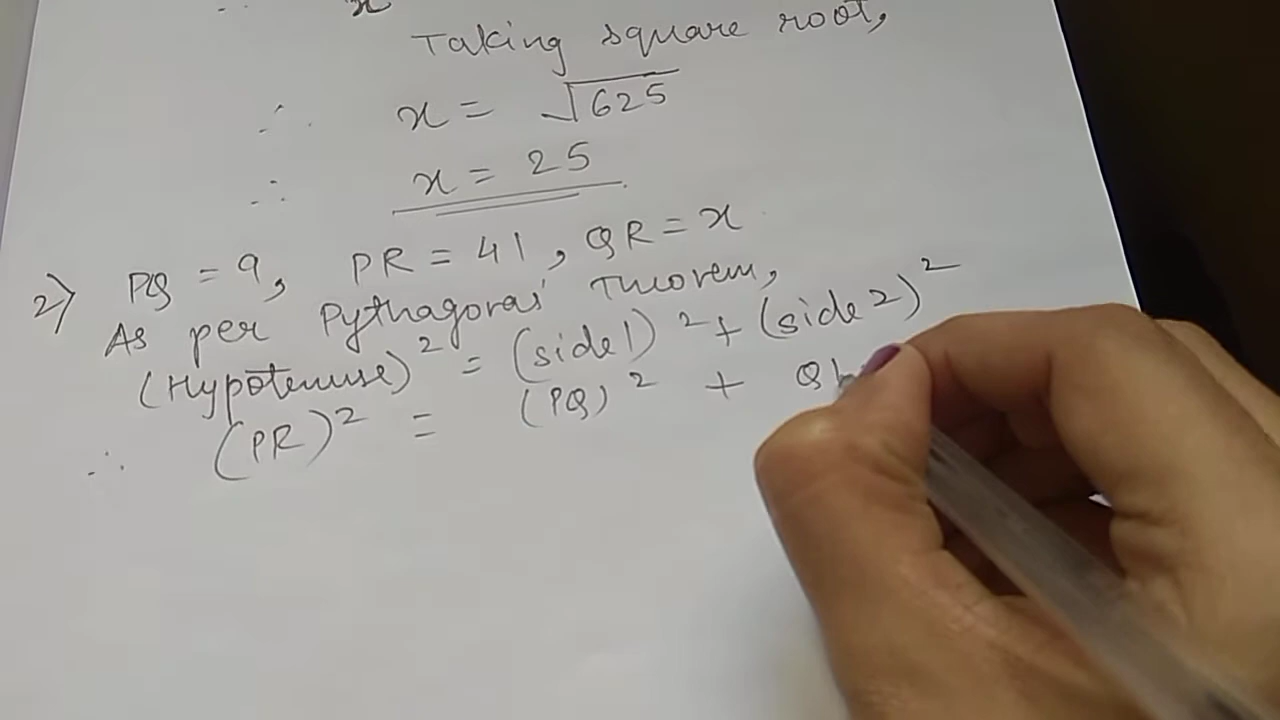 ∴ x
Taking square root,
∴ x = √625
∴ x = 25
2) PQ = 9, PR = 41, QR = x
As per Pythagoras' Theorem,
(Hypotenuse)² = (side1)² + (side2)²
∴ (PR)² = (PQ)² + Q